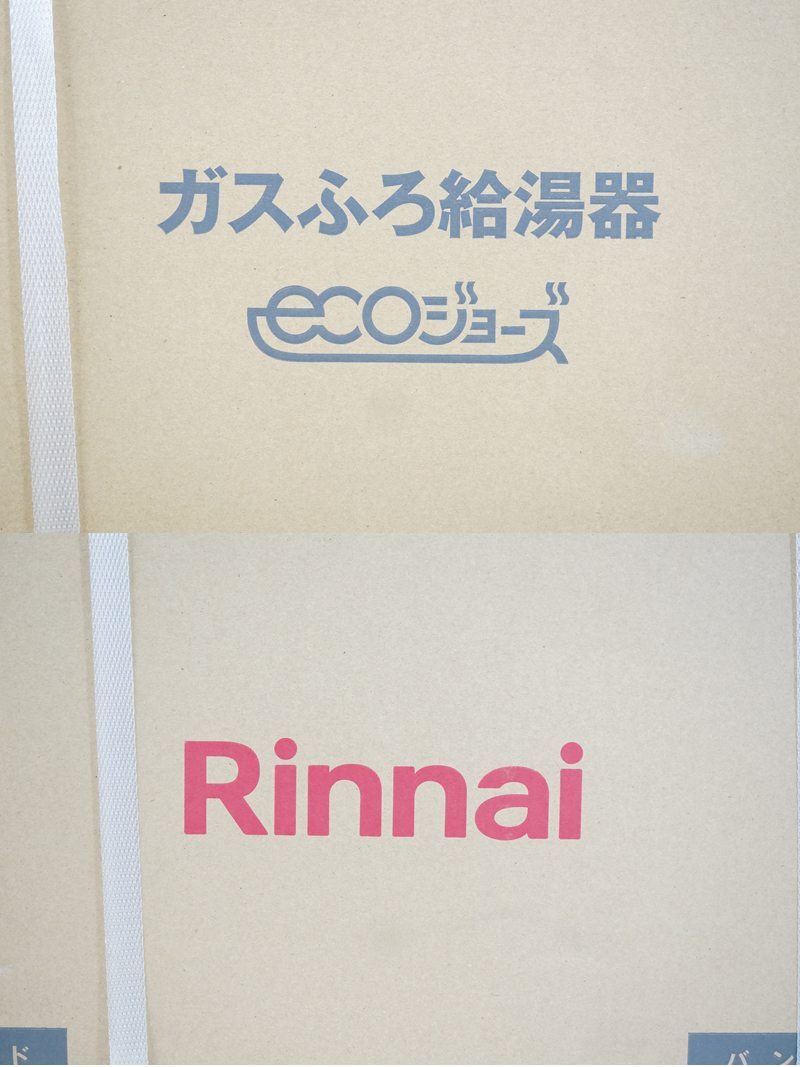 ガスふろ給湯器
ecoジョーズ
Rinnai
ド
バン